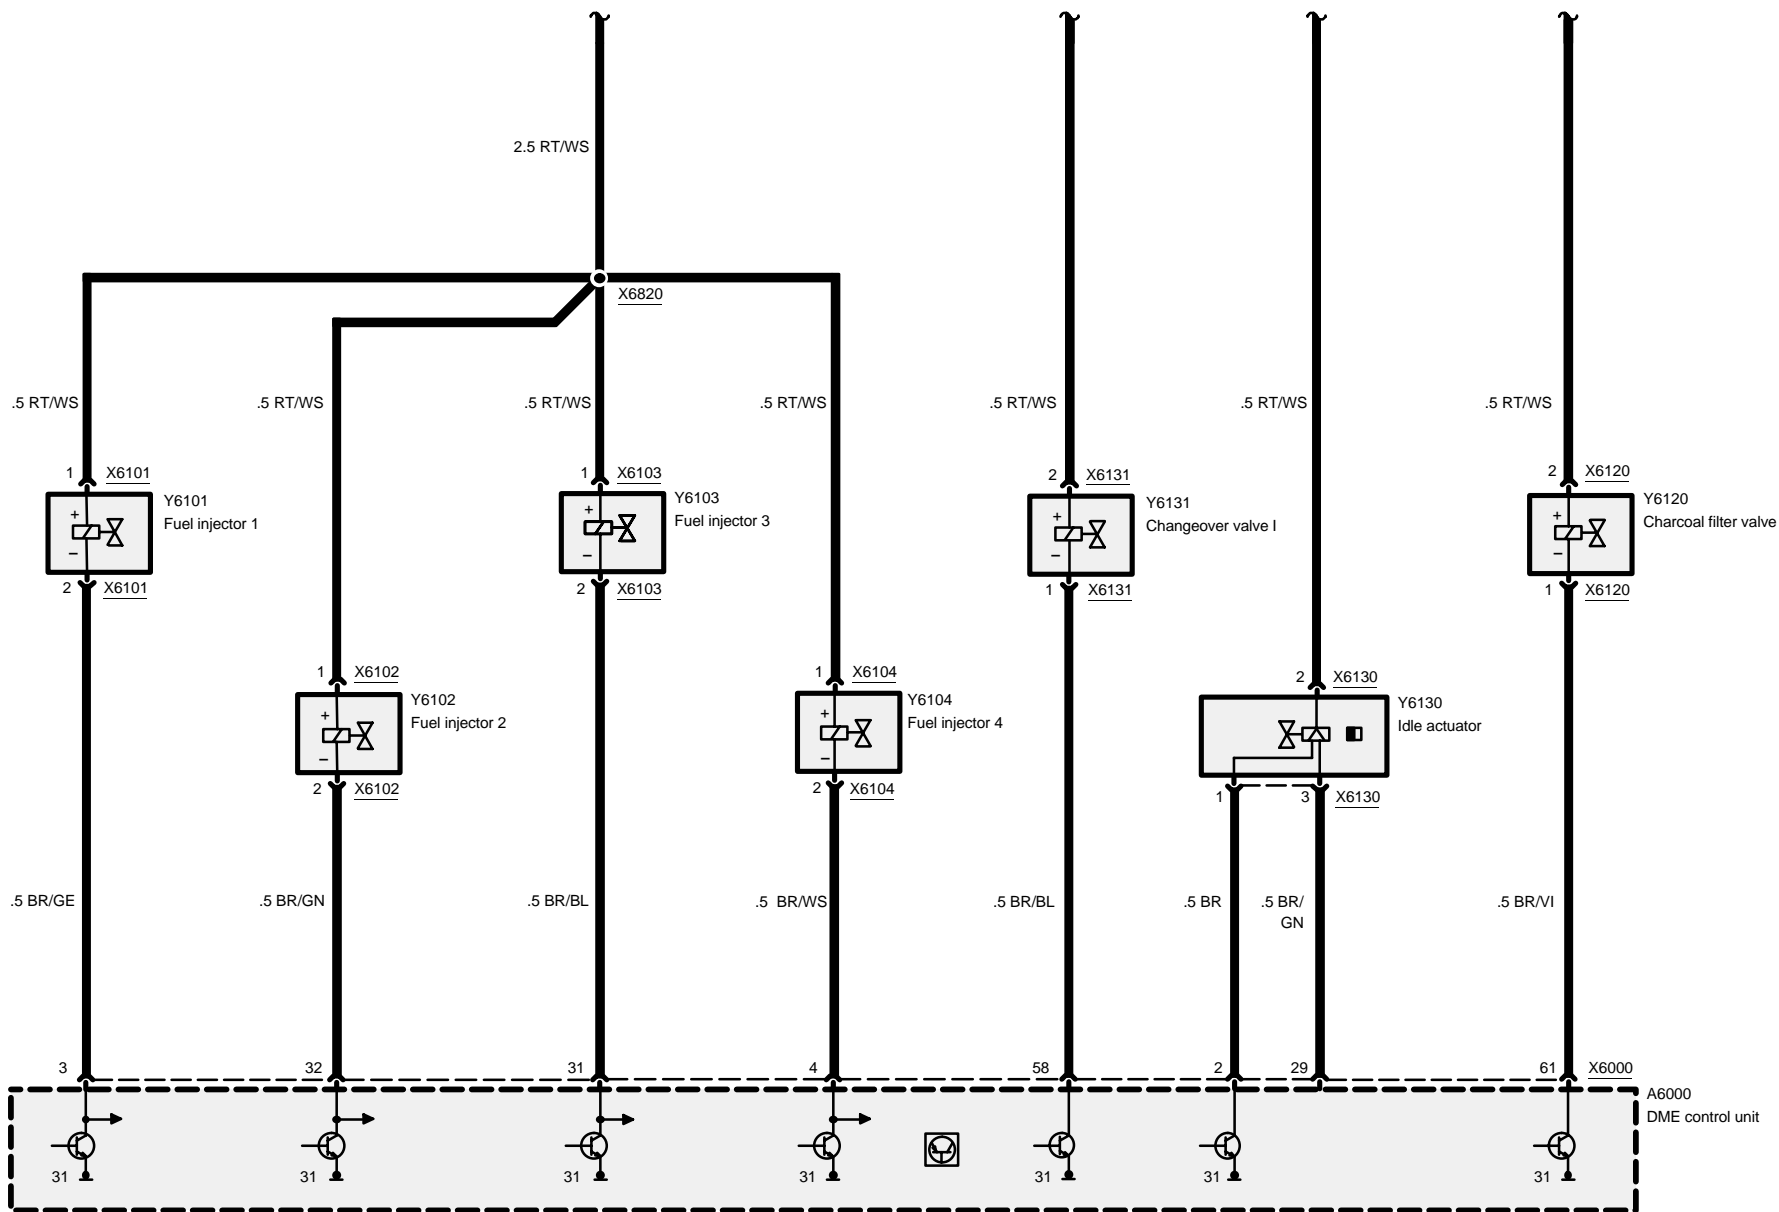 2.5 RT/WS
X6820
.5 RT/WS
.5 RT/WS
.5 RT/WS
.5 RT/WS
.5 RT/WS
.5 RT/WS
.5 RT/WS
1 X6101
1 X6103
2 X6131
2 X6120
+
–
Y6101
Fuel injector 1
+
–
Y6103
Fuel injector 3
+
–
Y6131
Changeover valve I
+
–
Y6120
Charcoal filter valve
2 X6101
2 X6103
1 X6131
1 X6120
1 X6102
1 X6104
2 X6130
+
–
Y6102
Fuel injector 2
+
–
Y6104
Fuel injector 4
Y6130
Idle actuator
2 X6102
2 X6104
1 3 X6130
.5 BR/GE
.5 BR/GN
.5 BR/BL
.5 BR/WS
.5 BR/BL
.5 BR
.5 BR/
GN
.5 BR/VI
3 32 31 4 58 2 29 61 X6000
A6000
DME control unit
31 31 31 31 31 31 31